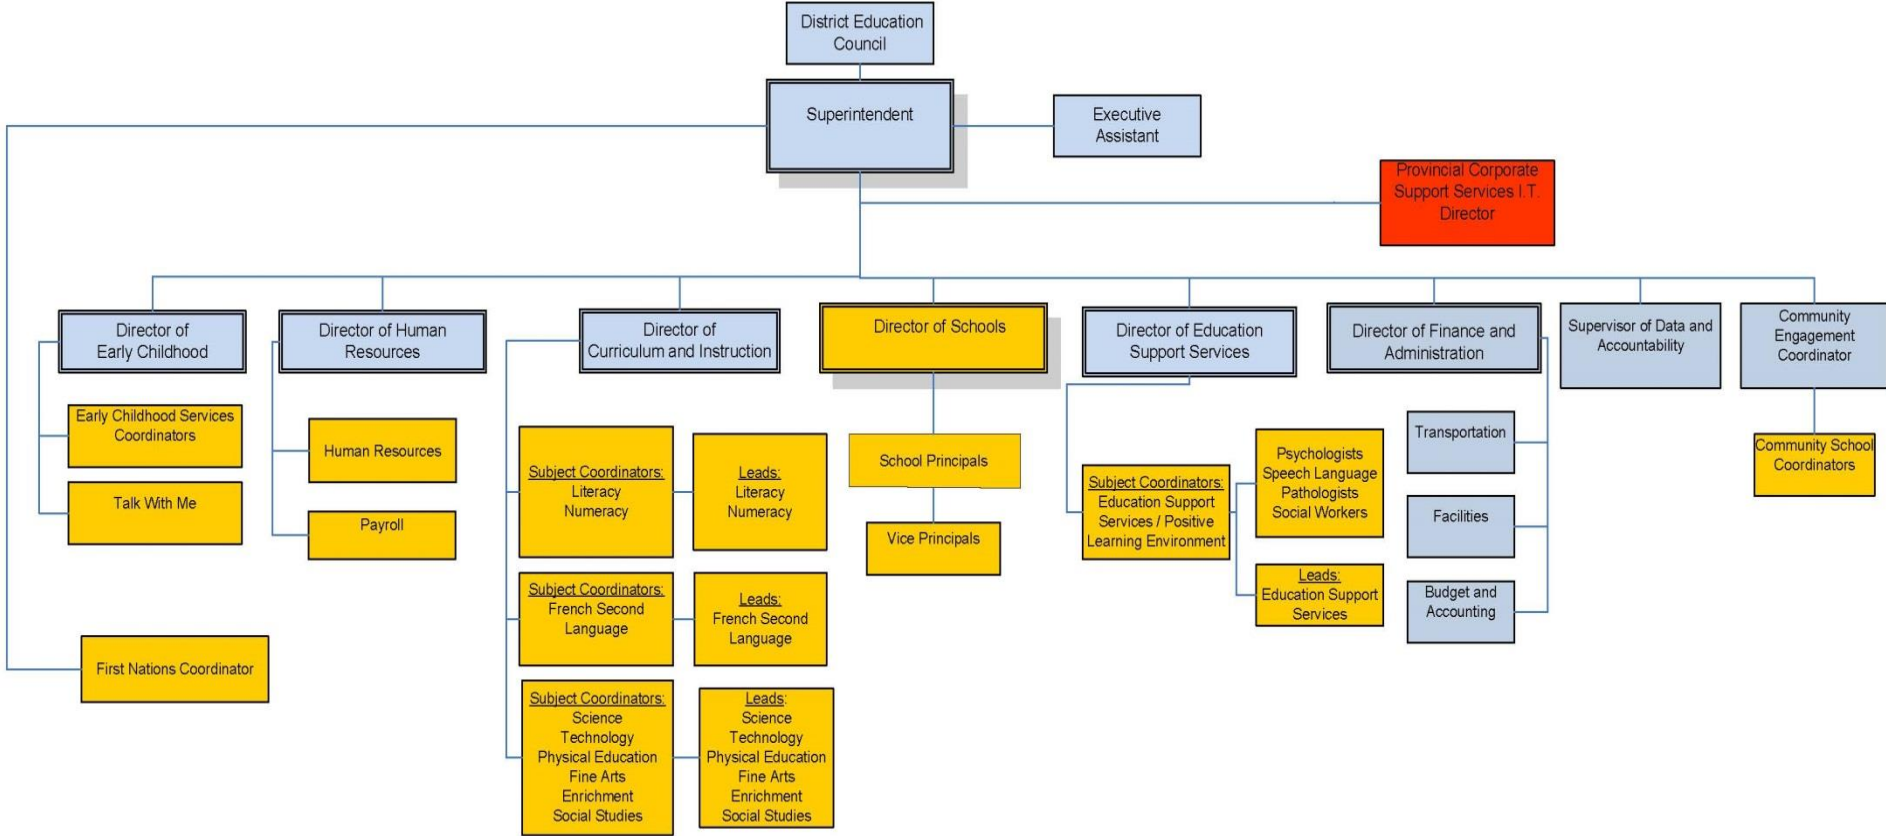 District Education
Council
Superintendent
Executive
Assistant
Provincial Corporate
Support Services I.T.
Director
Director of
Early Childhood
Director of Human
Resources
Director of
Curriculum and Instruction
Director of Schools
Director of Education
Support Services
Director of Finance and
Administration
Supervisor of Data and
Accountability
Community
Engagement
Coordinator
Early Childhood Services
Coordinators
Talk With Me
First Nations Coordinator
Human Resources
Payroll
Subject Coordinators:
Literacy
Numeracy
Leads:
Literacy
Numeracy
Subject Coordinators:
French Second
Language
Leads:
French Second
Language
Subject Coordinators:
Science
Technology
Physical Education
Fine Arts
Enrichment
Social Studies
Leads:
Science
Technology
Physical Education
Fine Arts
Enrichment
Social Studies
School Principals
Vice Principals
Subject Coordinators:
Education Support
Services / Positive
Learning Environment
Psychologists
Speech Language
Pathologists
Social Workers
Leads:
Education Support
Services
Transportation
Facilities
Budget and
Accounting
Community School
Coordinators